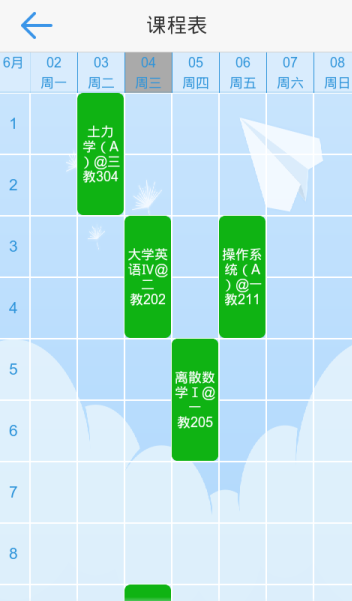 课程表
6月 02 03 04 05 06 07 08
周一 周二 周三 周四 周五 周六 周日
1
土力
学（A
）@三
教304
2
3
大学英
语Ⅳ@
二
教202
操作系
统（A
）@一
教211
4
5
离散数
学Ⅰ@
一
教205
6
7
8